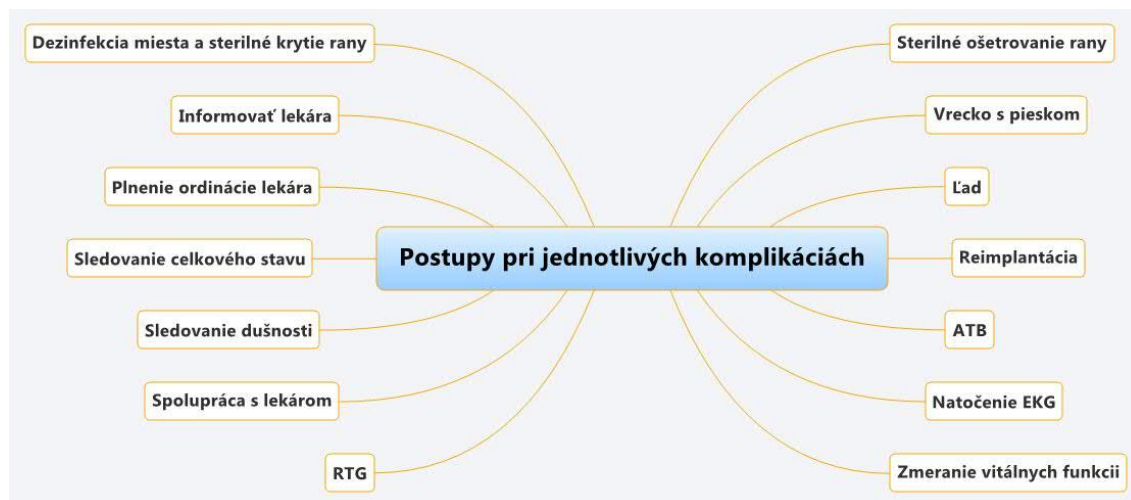 Dezinfekcia miesta a sterilné krytie rany
Informovať lekára
Plnenie ordinácie lekára
Sledovanie celkového stavu
Sledovanie dušnosti
Spolupráca s lekárom
RTG
Postupy pri jednotlivých komplikáciách
Sterilné ošetrovanie rany
Vrecko s pieskom
Ľad
Reimplantácia
ATB
Natočenie EKG
Zmeranie vitálnych funkcii